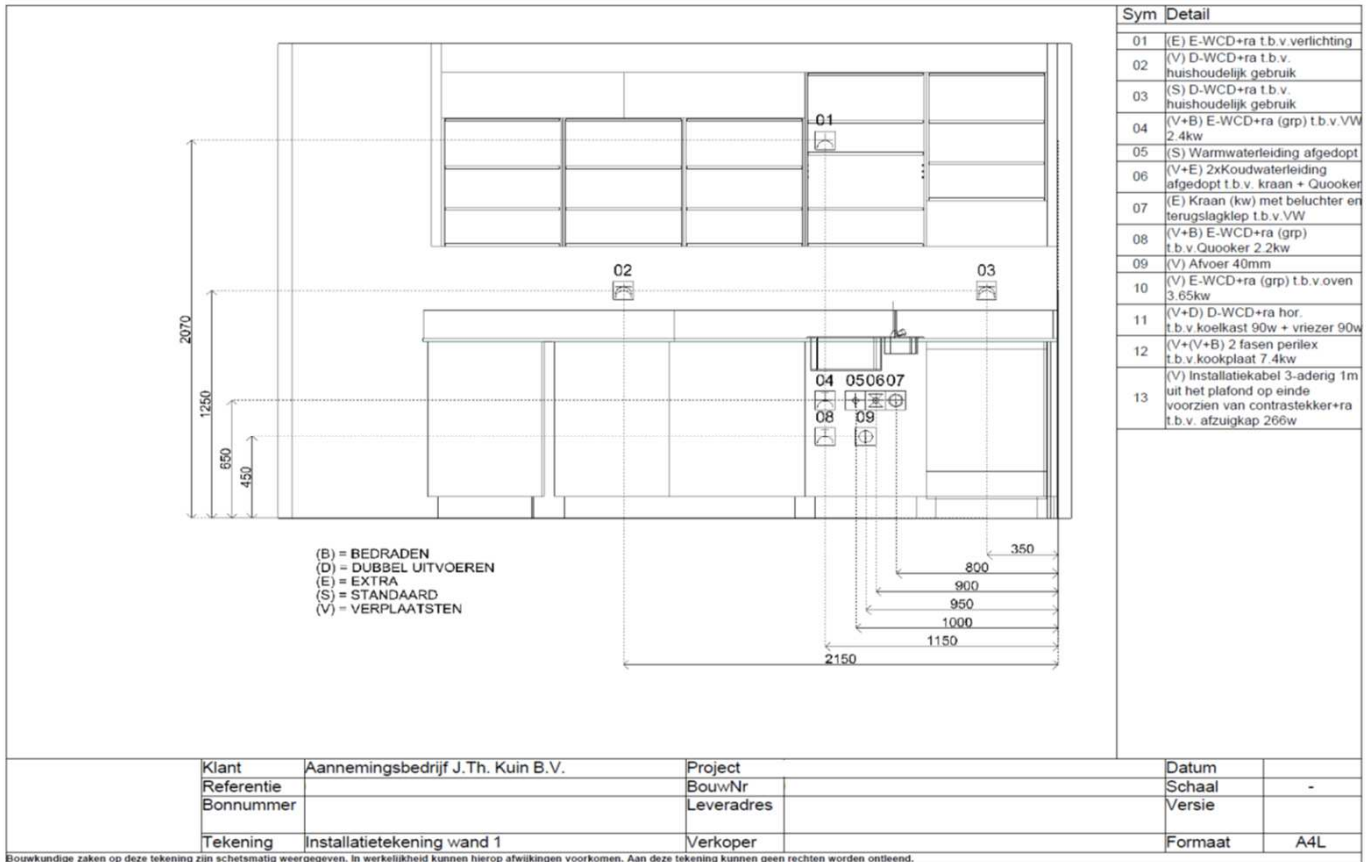 Sym Detail
01 (E) E-WCD+ra t.b.v.verlichting
02 (V) D-WCD+ra t.b.v.
huishoudelijk gebruik
03 (S) D-WCD+ra t.b.v.
huishoudelijk gebruik
04 (V+B) E-WCD+ra (grp) t.b.v.VW
2.4kw
05 (S) Warmwaterleiding afgedopt
06 (V+E) 2xKoudwaterleiding
afgedopt t.b.v. kraan + Quooker
07 (E) Kraan (kw) met beluchter en
terugslagklep t.b.v.VW
08 (V+B) E-WCD+ra (grp)
t.b.v.Quooker 2.2kw
09 (V) Afvoer 40mm
10 (V) E-WCD+ra (grp) t.b.v.oven
3.65kw
11 (V+D) D-WCD+ra hor.
t.b.v.koelkast 90w + vriezer 90w
12 (V+(V+B) 2 fasen perilex
t.b.v.kookplaat 7.4kw
13 (V) Installatiekabel 3-aderig 1m
uit het plafond op einde
voorzien van contrastekker+ra
t.b.v. afzuigkap 266w
01
02 03
2070
1250
650
450
04 05 06 07
08 09
350
800
900
950
1000
1150
2150
(B) = BEDRADEN
(D) = DUBBEL UITVOEREN
(E) = EXTRA
(S) = STANDAARD
(V) = VERPLAATSTEN
Klant Aannemingsbedrijf J.Th. Kuin B.V. Project Datum
Referentie BouwNr Schaal -
Bonnummer Leveradres Versie
Tekening Installatietekening wand 1 Verkoper Formaat A4L
Bouwkundige zaken op deze tekening zijn schetsmatig weergegeven. In werkelijkheid kunnen hierop afwijkingen voorkomen. Aan deze tekening kunnen geen rechten worden ontleend.